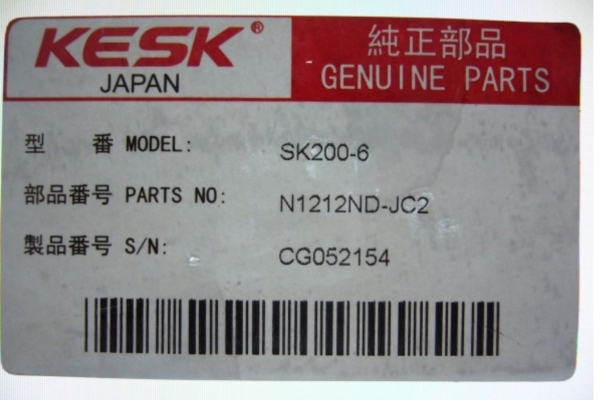 KESK® 純正部品
JAPAN GENUINE PARTS
型 番 MODEL: SK200-6
部品番号 PARTS NO: N1212ND-JC2
製品番号 S/N: CG052154